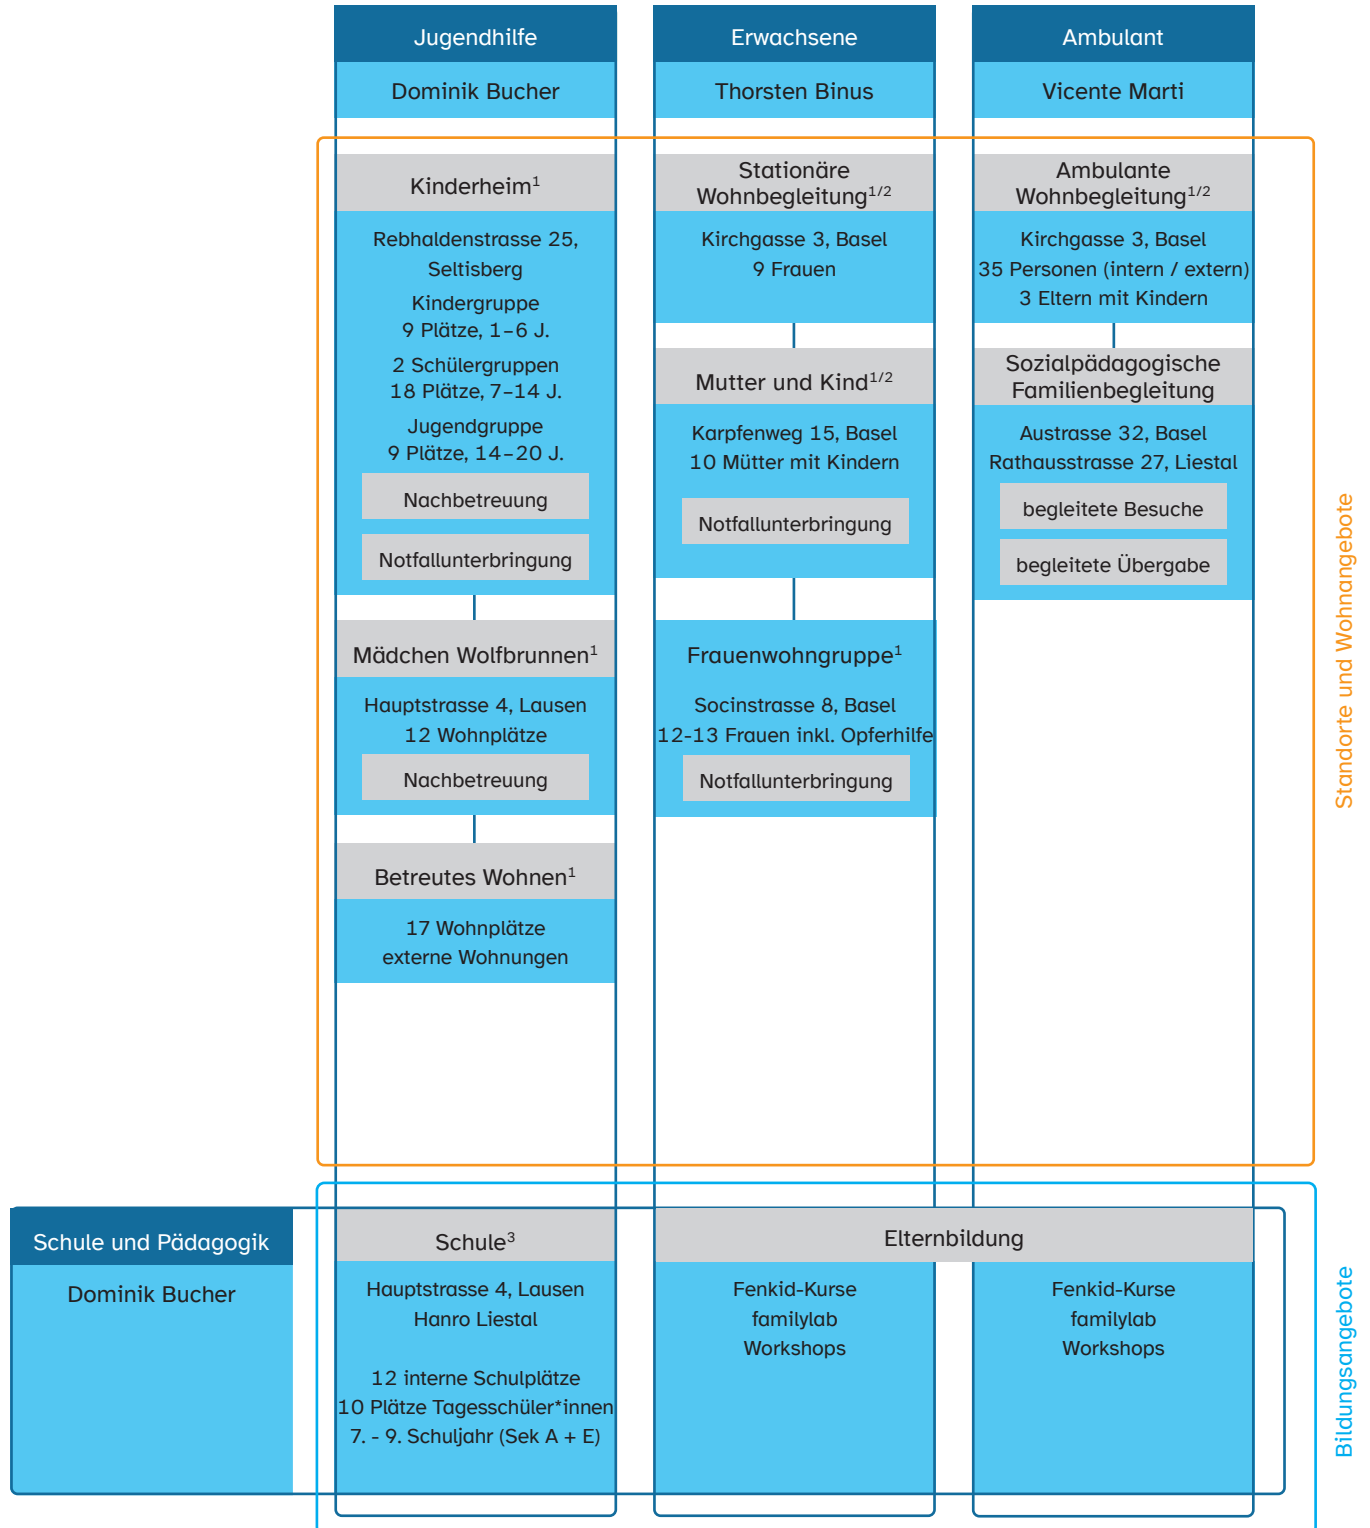 Jugendhilfe
Dominik Bucher
Kinderheim¹
Rebhaldenstrasse 25,
Seltisberg
Kindergruppe
9 Plätze, 1–6 J.
2 Schülergruppen
18 Plätze, 7–14 J.
Jugendgruppe
9 Plätze, 14–20 J.
Nachbetreuung
Notfallunterbringung
Mädchen Wolfbrunnen¹
Hauptstrasse 4, Lausen
12 Wohnplätze
Nachbetreuung
Betreutes Wohnen¹
17 Wohnplätze
externe Wohnungen
Erwachsene
Thorsten Binus
Stationäre
Wohnbegleitung¹/²
Kirchgasse 3, Basel
9 Frauen
Mutter und Kind¹/²
Karpfenweg 15, Basel
10 Mütter mit Kindern
Notfallunterbringung
Frauenwohngruppe¹
Socinstrasse 8, Basel
12-13 Frauen inkl. Opferhilfe
Notfallunterbringung
Ambulant
Vicente Marti
Ambulante
Wohnbegleitung¹/²
Kirchgasse 3, Basel
35 Personen (intern / extern)
3 Eltern mit Kindern
Sozialpädagogische
Familienbegleitung
Austrasse 32, Basel
Rathausstrasse 27, Liestal
begleitete Besuche
begleitete Übergabe
Standorte und Wohnangebote
Schule und Pädagogik
Dominik Bucher
Schule³
Hauptstrasse 4, Lausen
Hanro Liestal
12 interne Schulplätze
10 Plätze Tagesschüler*innen
7. - 9. Schuljahr (Sek A + E)
Elternbildung
Fenkid-Kurse
familylab
Workshops
Fenkid-Kurse
familylab
Workshops
Bildungsangebote